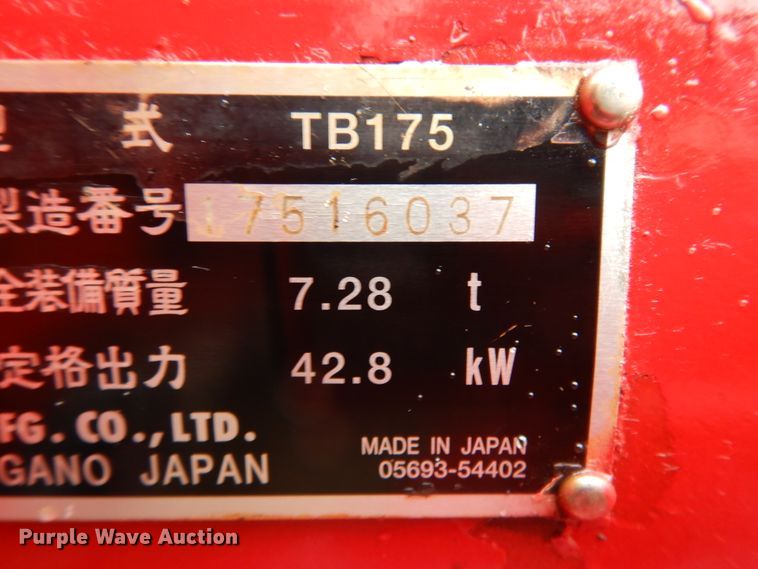 型 式 TB175
製造番号 17516037
全装備質量 7.28 t
定格出力 42.8 kW
FG. CO., LTD.
GANO JAPAN
MADE IN JAPAN
05693-54402
Purple Wave Auction